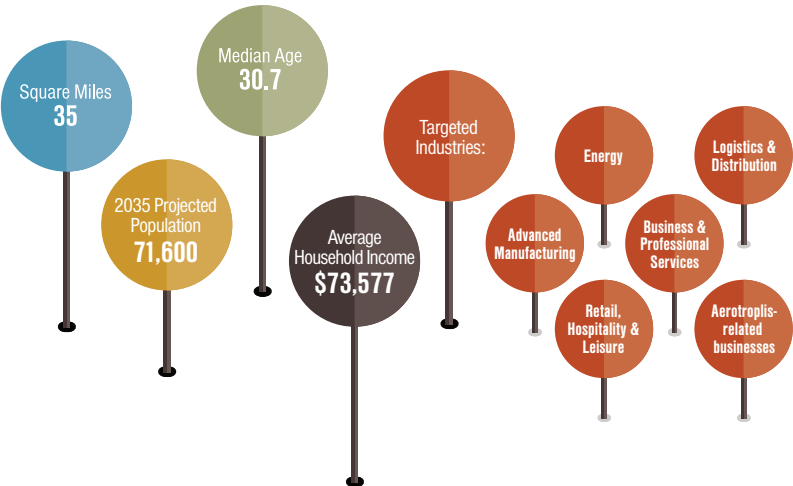 Square Miles
35
Median Age
30.7
2035 Projected
Population
71,600
Average
Household Income
$73,577
Targeted
Industries:
Energy
Logistics &
Distribution
Advanced
Manufacturing
Business &
Professional
Services
Retail,
Hospitality &
Leisure
Aerotroplis-
related
businesses